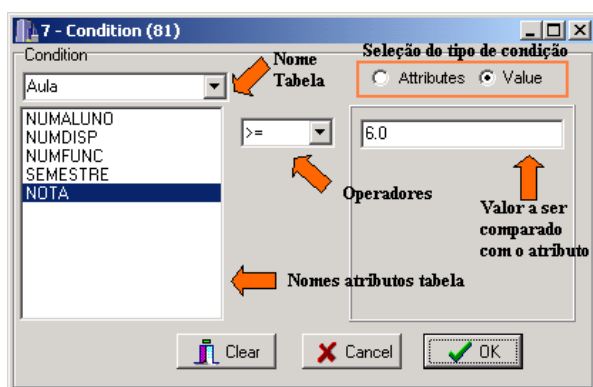 7 - Condition (81)
Condition
Nome
Tabela
Seleção do tipo de condição
Aula
Attributes
Value
NUMALUNO
NUMDISP
NUMFUNC
SEMESTRE
NOTA
>=
6.0
Operadores
Valor a ser
comparado
com o atributo
Nomes atributos tabela
Clear
Cancel
OK